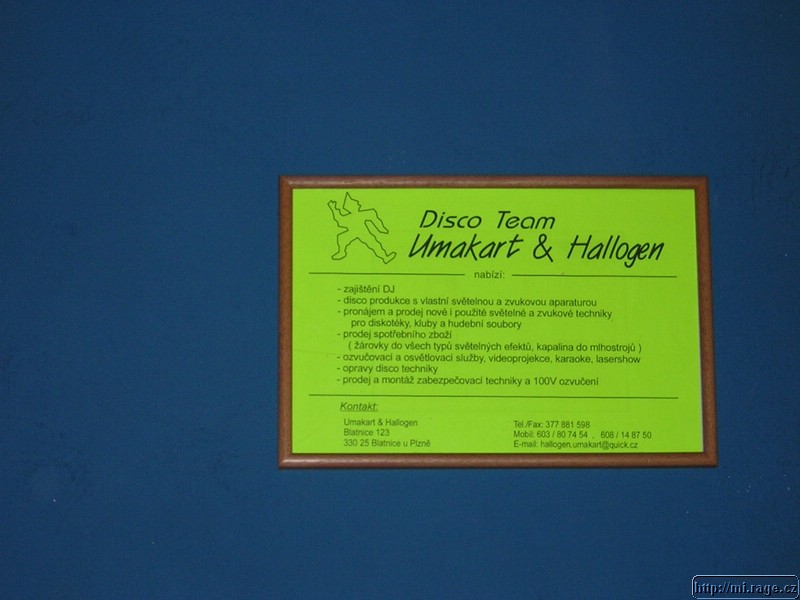 Disco Team
Umakart & Hallogen
nabízí:
- zajištění DJ
- disco produkce s vlastní světelnou a zvukovou aparaturou
- pronájem a prodej nové i použité světelné a zvukové techniky
pro diskotéky, kluby a hudební soubory
- prodej spotřebního zboží
( žárovky do všech typů světelných efektů, kapalina do mlhostrojů )
- ozvučovací a osvětlovací služby, videoprojekce, karaoke, lasershow
- opravy disco techniky
- prodej a montáž zabezpečovací techniky a 100V ozvučení
Kontakt:
Umakart & Hallogen
Blatnice 123
330 25 Blatnice u Plzně
Tel./Fax: 377 881 598
Mobil: 603 / 80 74 54 , 608 / 14 87 50
E-mail: hallogen.umakart@quick.cz
http://mi.rage.cz